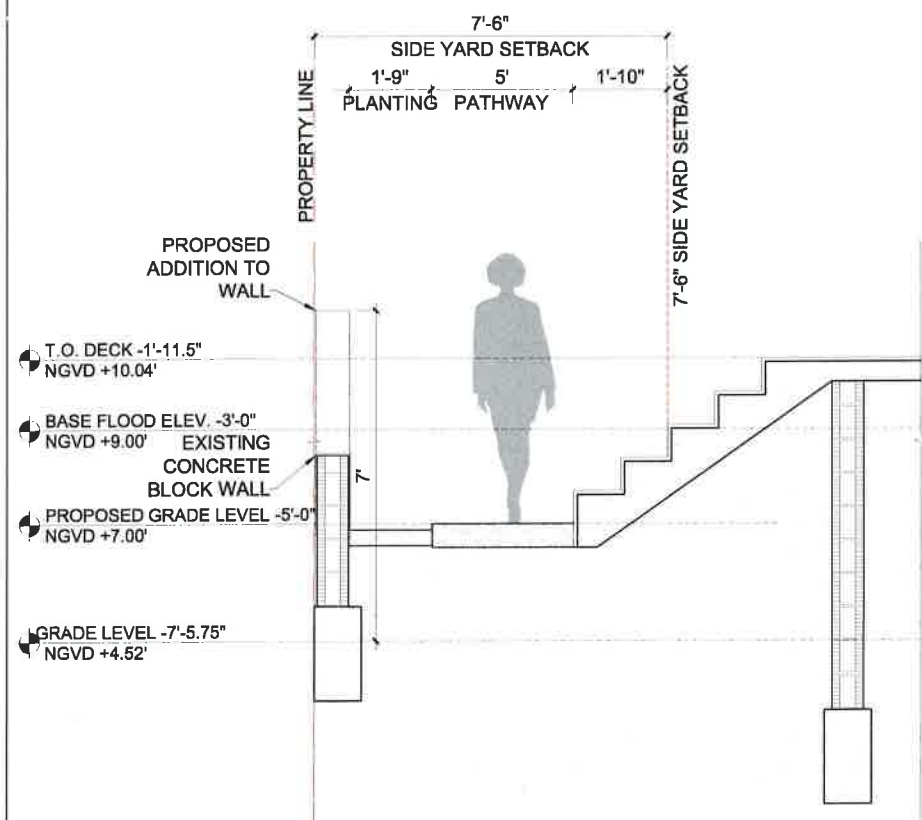 7'-6"
SIDE YARD SETBACK
1'-9"
5'
1'-10"
PLANTING
PATHWAY
PROPERTY LINE
7'-6" SIDE YARD SETBACK
PROPOSED
ADDITION TO
WALL
T.O. DECK -1'-11.5"
NGVD +10.04'
BASE FLOOD ELEV. -3'-0"
NGVD +9.00'
EXISTING
CONCRETE
BLOCK WALL
7'
PROPOSED GRADE LEVEL -5'-0"
NGVD +7.00'
GRADE LEVEL -7'-5.75"
NGVD +4.52'